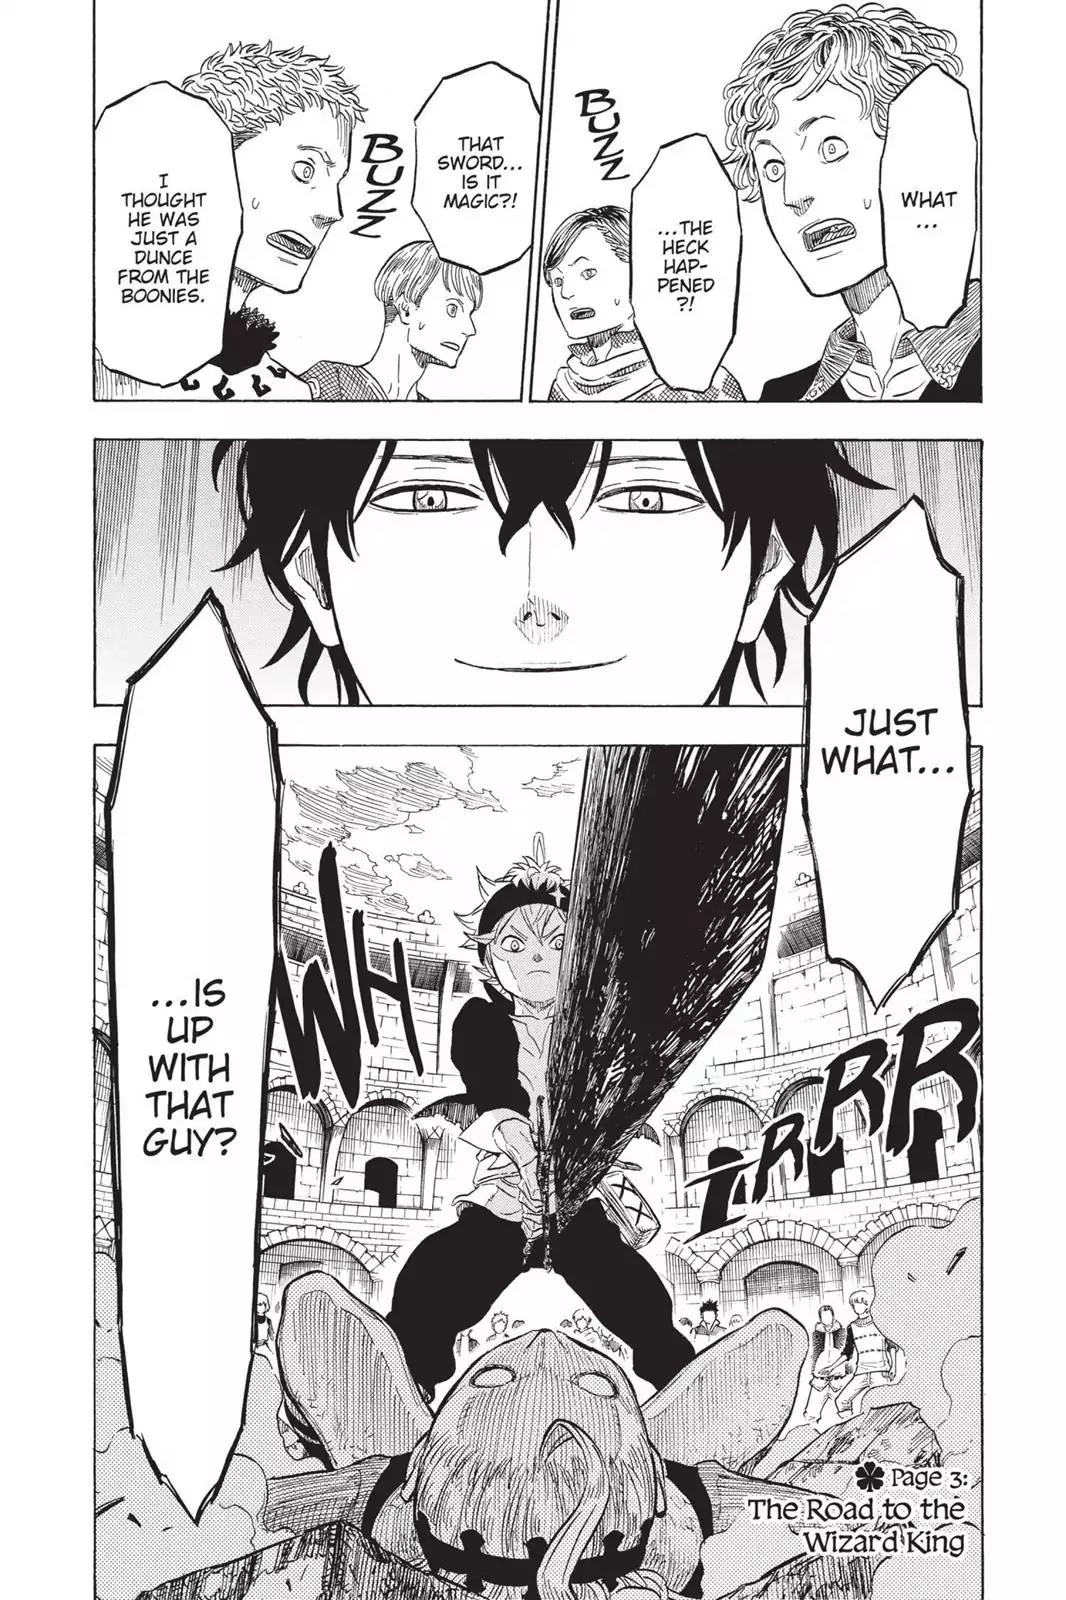 WHAT
...
...THE
HECK
HAP-
PENED
?!
BUZZ
THAT
SWORD...
IS IT
MAGIC?!
BUZZ
I
THOUGHT
HE WAS
JUST A
DUNCE
FROM THE
BOONIES.
JUST
WHAT...
...IS
UP
WITH
THAT
GUY?
WH
IRRR
Page 3:
The Road to the
Wizard King